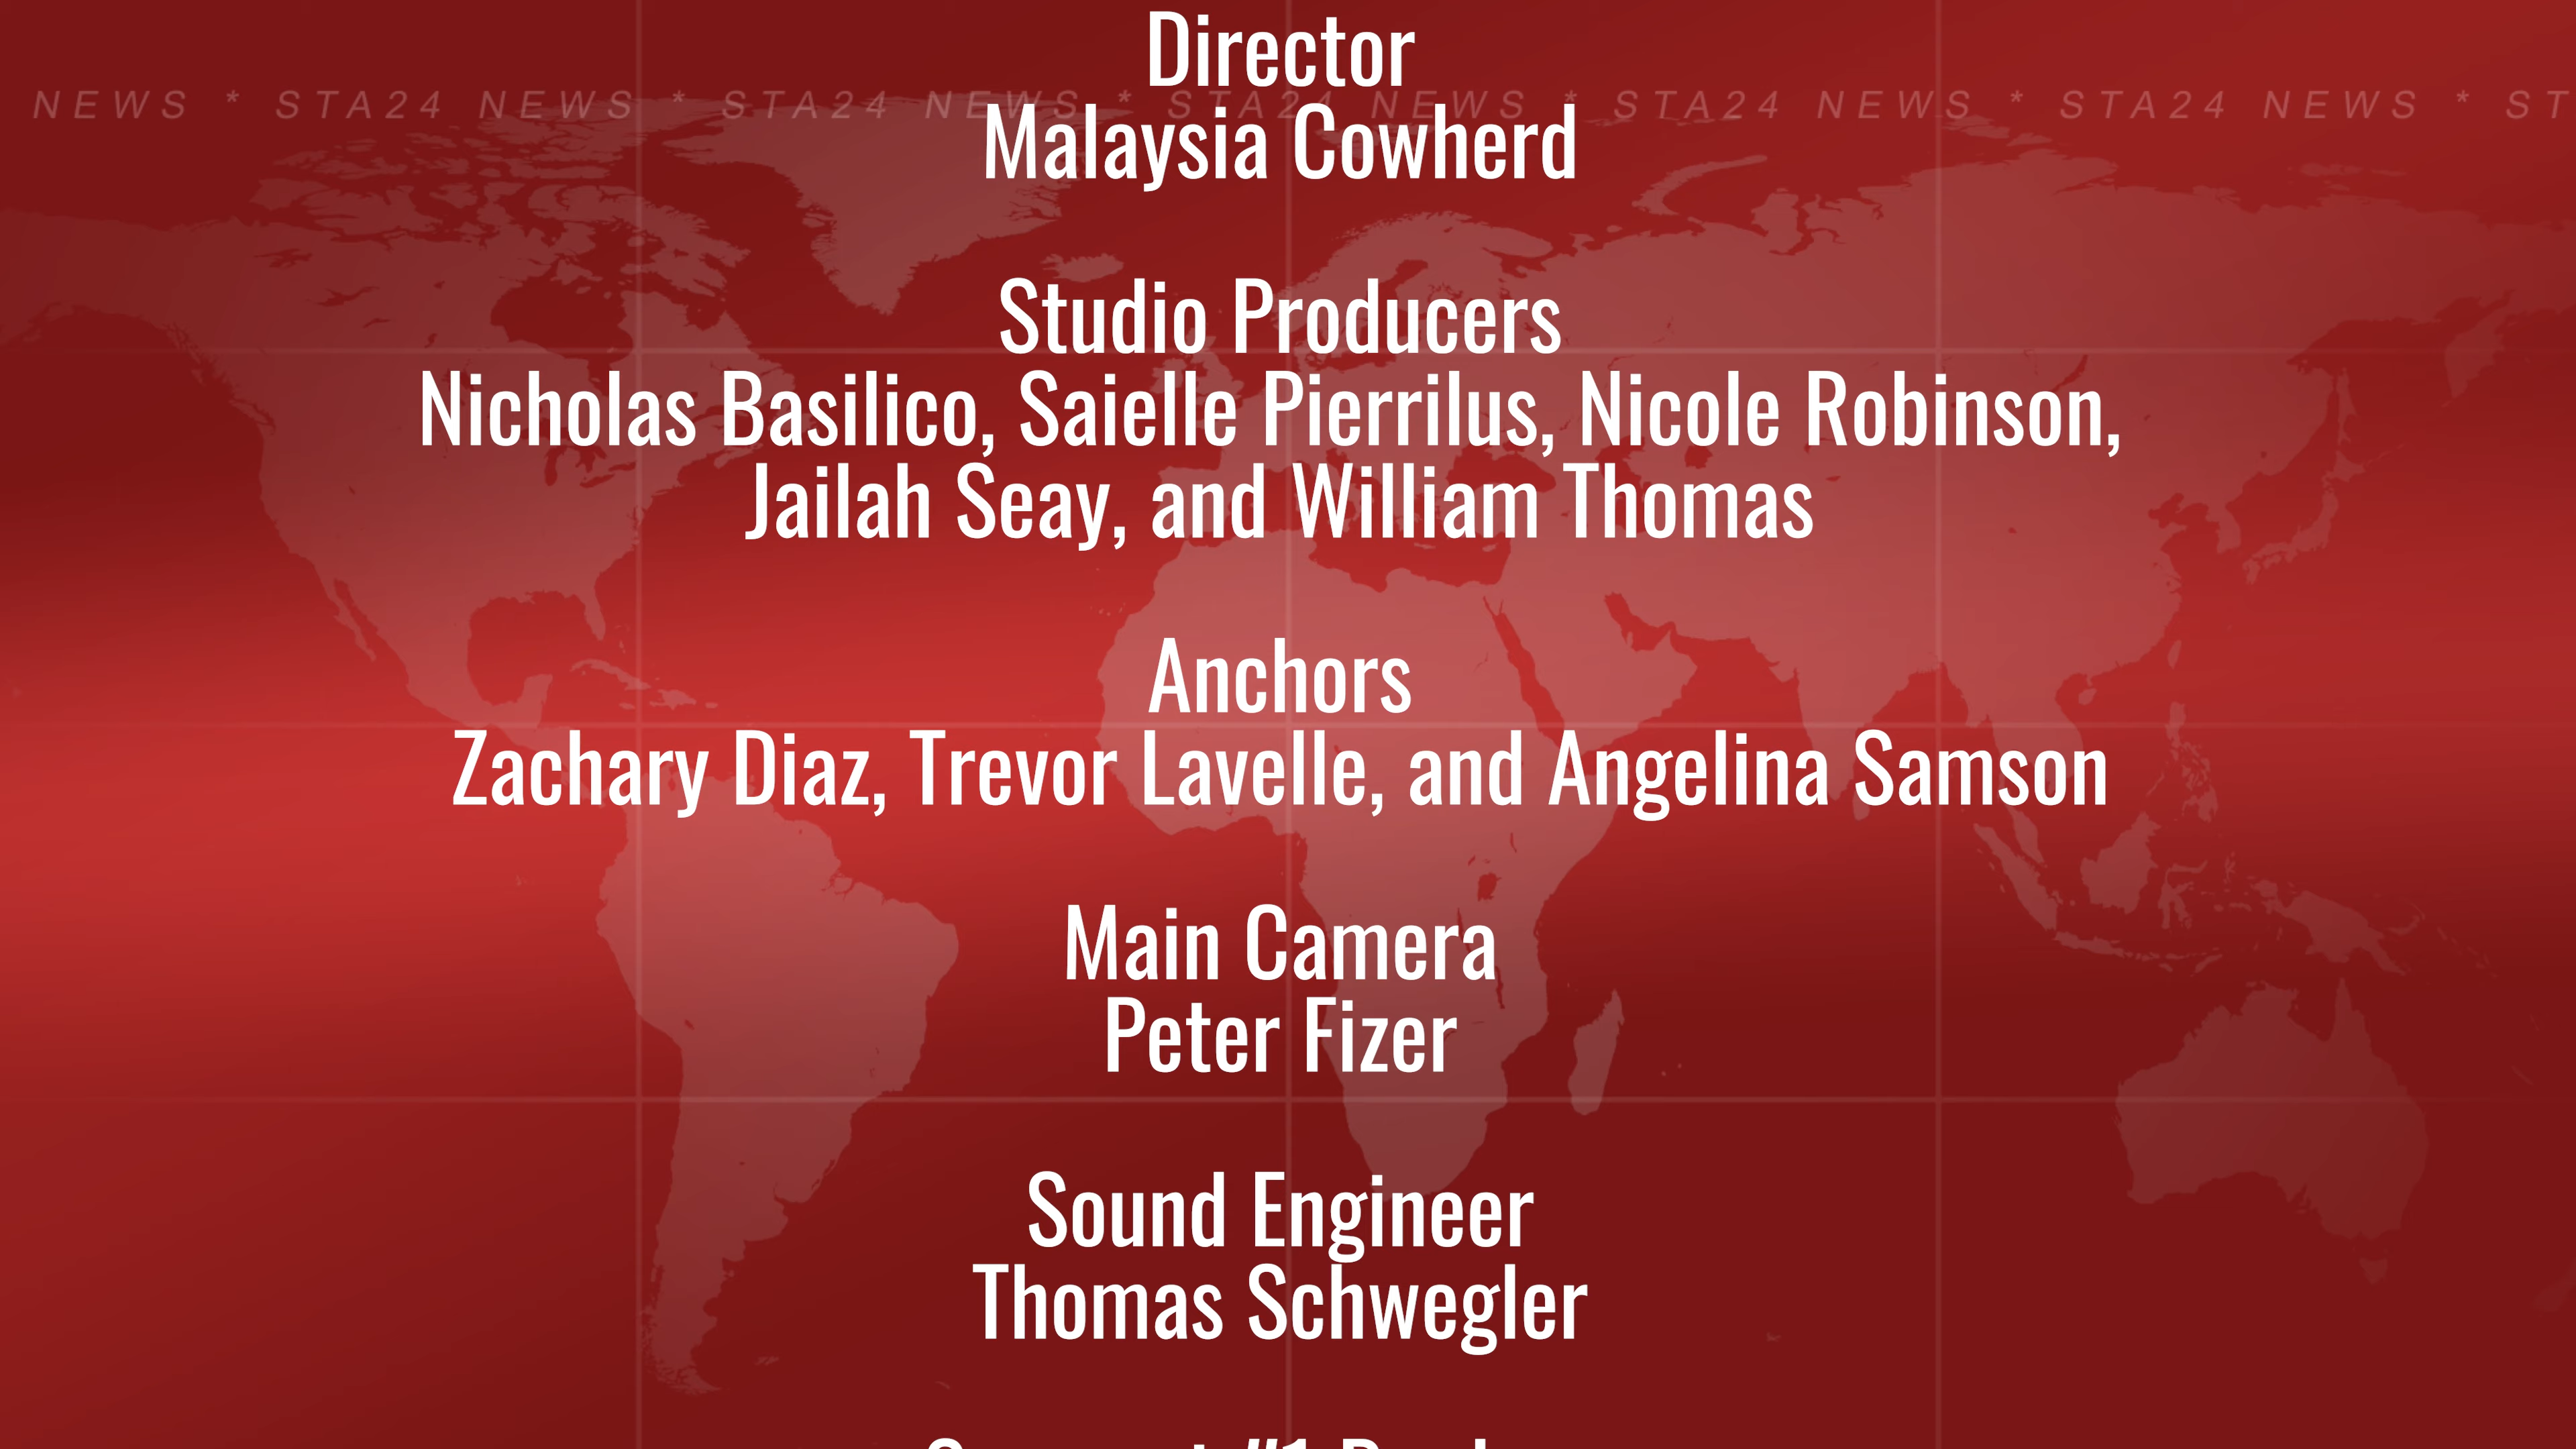 Director
NEWS * STA24 NEWS * STA24 NEWS * STA24 NEWS * STA24 NEWS * STA24 NEWS * ST
Malaysia Cowherd
Studio Producers
Nicholas Basilico, Saielle Pierrilus, Nicole Robinson,
Jailah Seay, and William Thomas
Anchors
Zachary Diaz, Trevor Lavelle, and Angelina Samson
Main Camera
Peter Fizer
Sound Engineer
Thomas Schwegler
#1